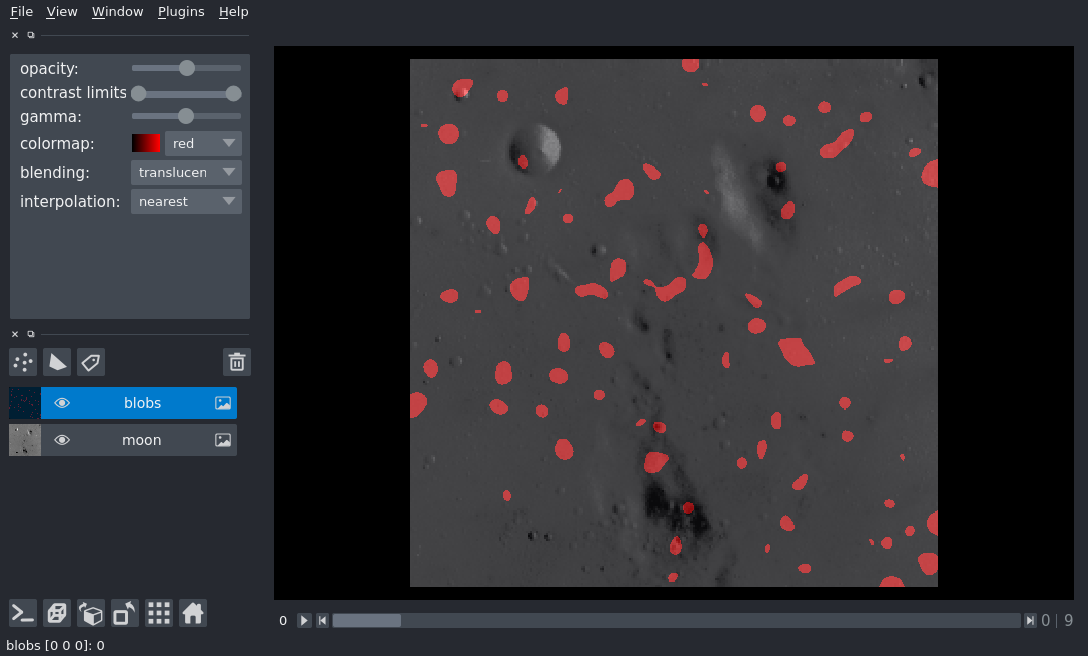 File View Window Plugins Help
opacity:
contrast limits
gamma:
colormap: red
blending: translucen
interpolation: nearest
blobs
moon
0 0 | 9
blobs [0 0 0]: 0